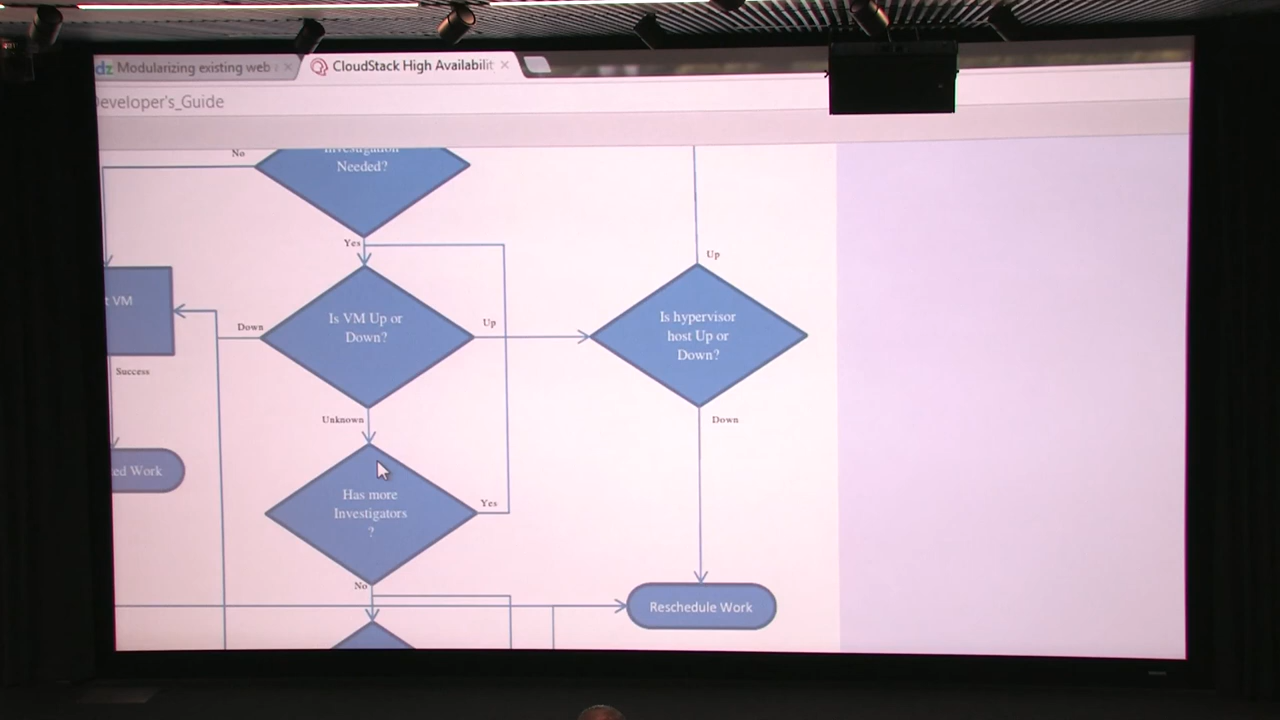 dz Modularizing existing web
CloudStack High Availabilit
eveloper's_Guide
No
Investigation
Needed?
Yes
Up
t VM
Is VM Up or
Down?
Down
Up
Is hypervisor
host Up or
Down?
Success
Unknown
Down
ed Work
Has more
Investigators
?
Yes
No
Reschedule Work